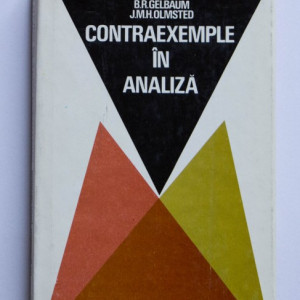 B.R.GELBAUM
J.M.H.OLMSTED
CONTRAEXEMPLE
ÎN
ANALIZĂ